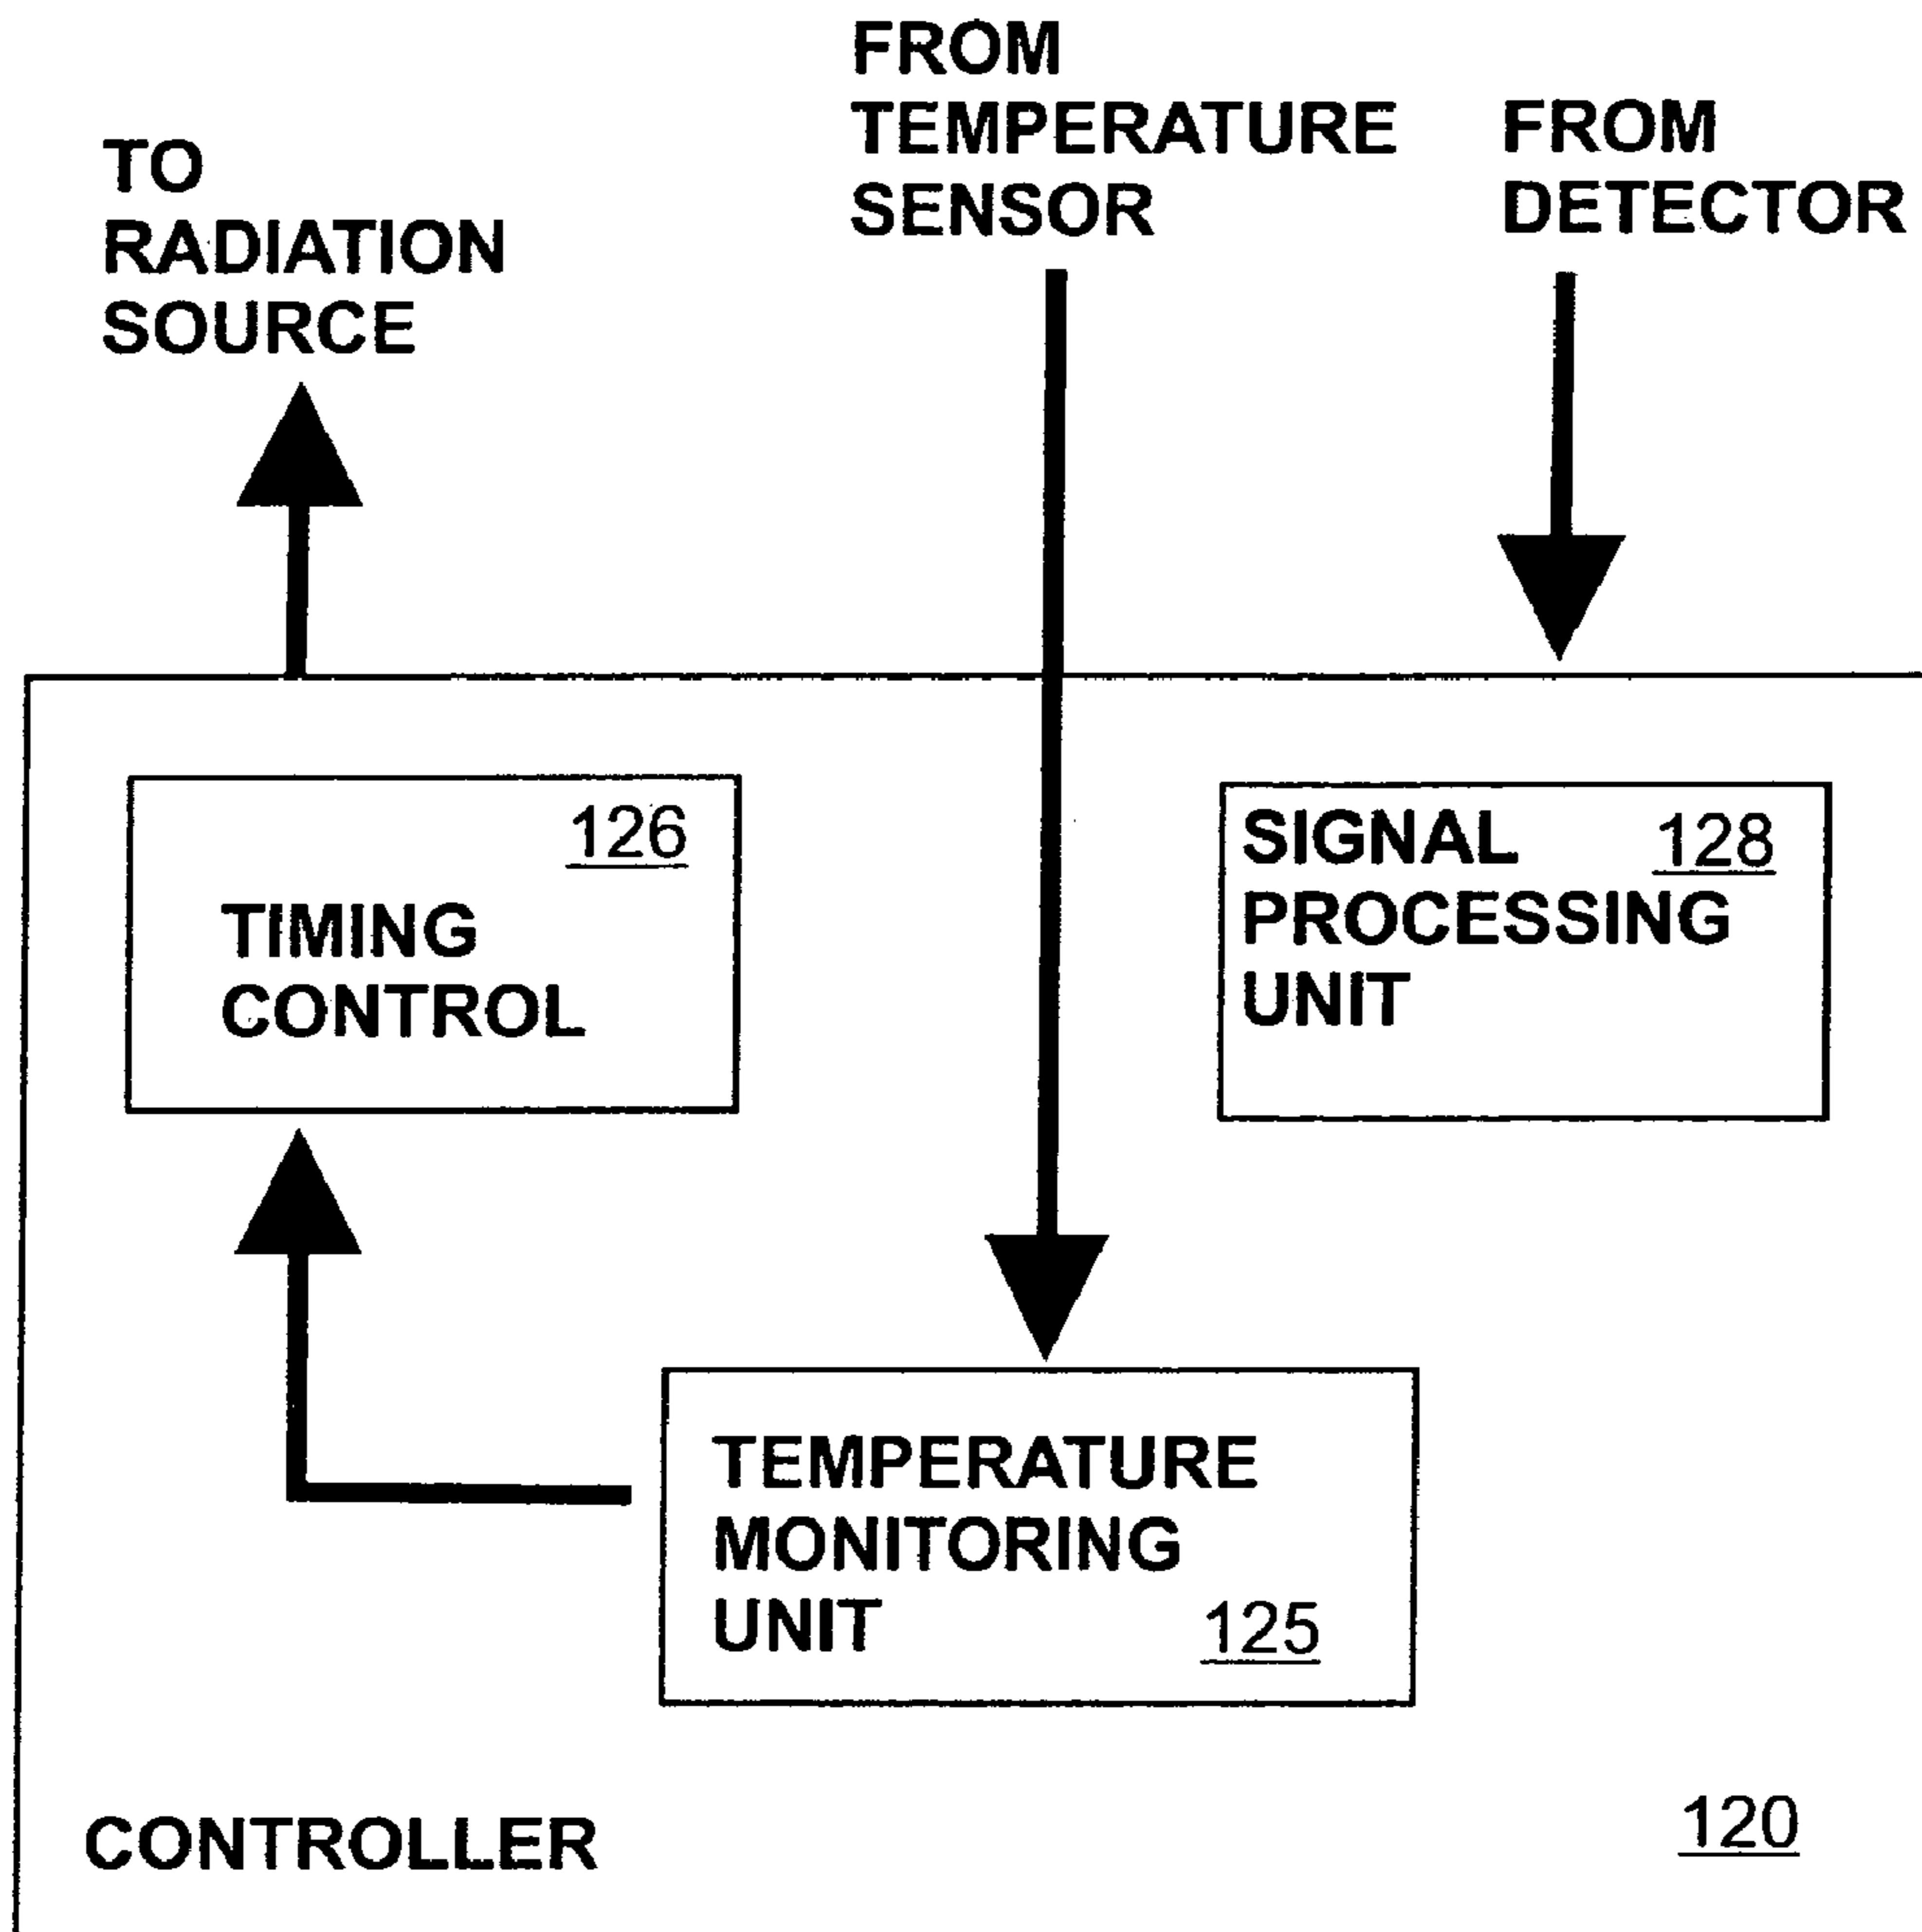 TO
RADIATION
SOURCE
FROM
TEMPERATURE
SENSOR
FROM
DETECTOR
126
TIMING
CONTROL
SIGNAL 128
PROCESSING
UNIT
TEMPERATURE
MONITORING
UNIT 125
CONTROLLER 120